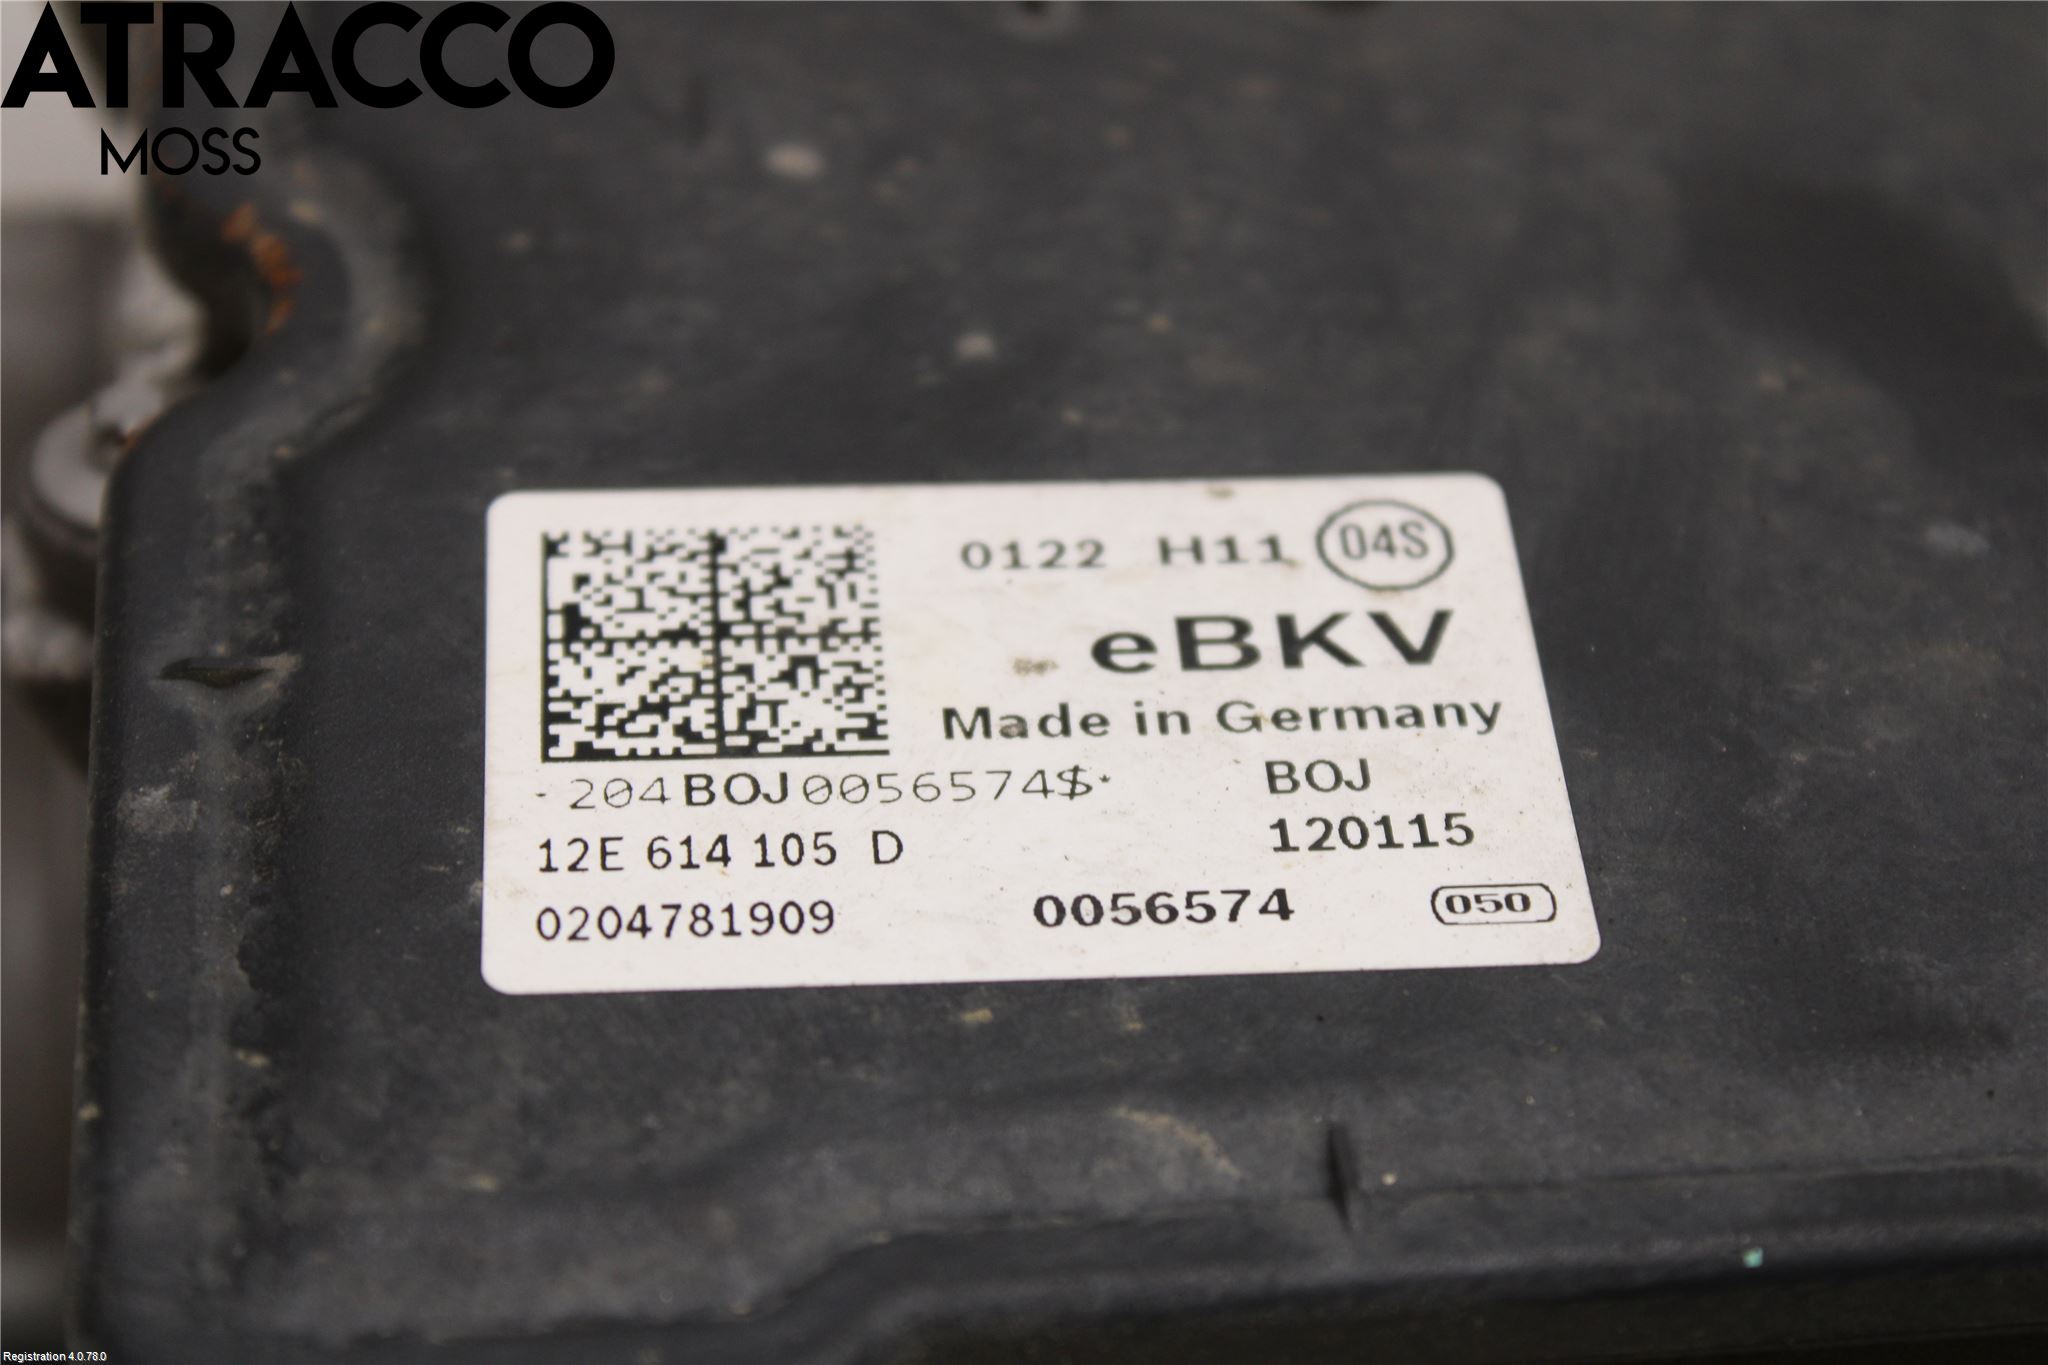 ATRACCO
MOSS
0122 H11 04S
eBKV
Made in Germany
204BOJ0056574$* BOJ
12E 614 105 D 120115
0204781909 0056574 050
Registration 4.0.78.0